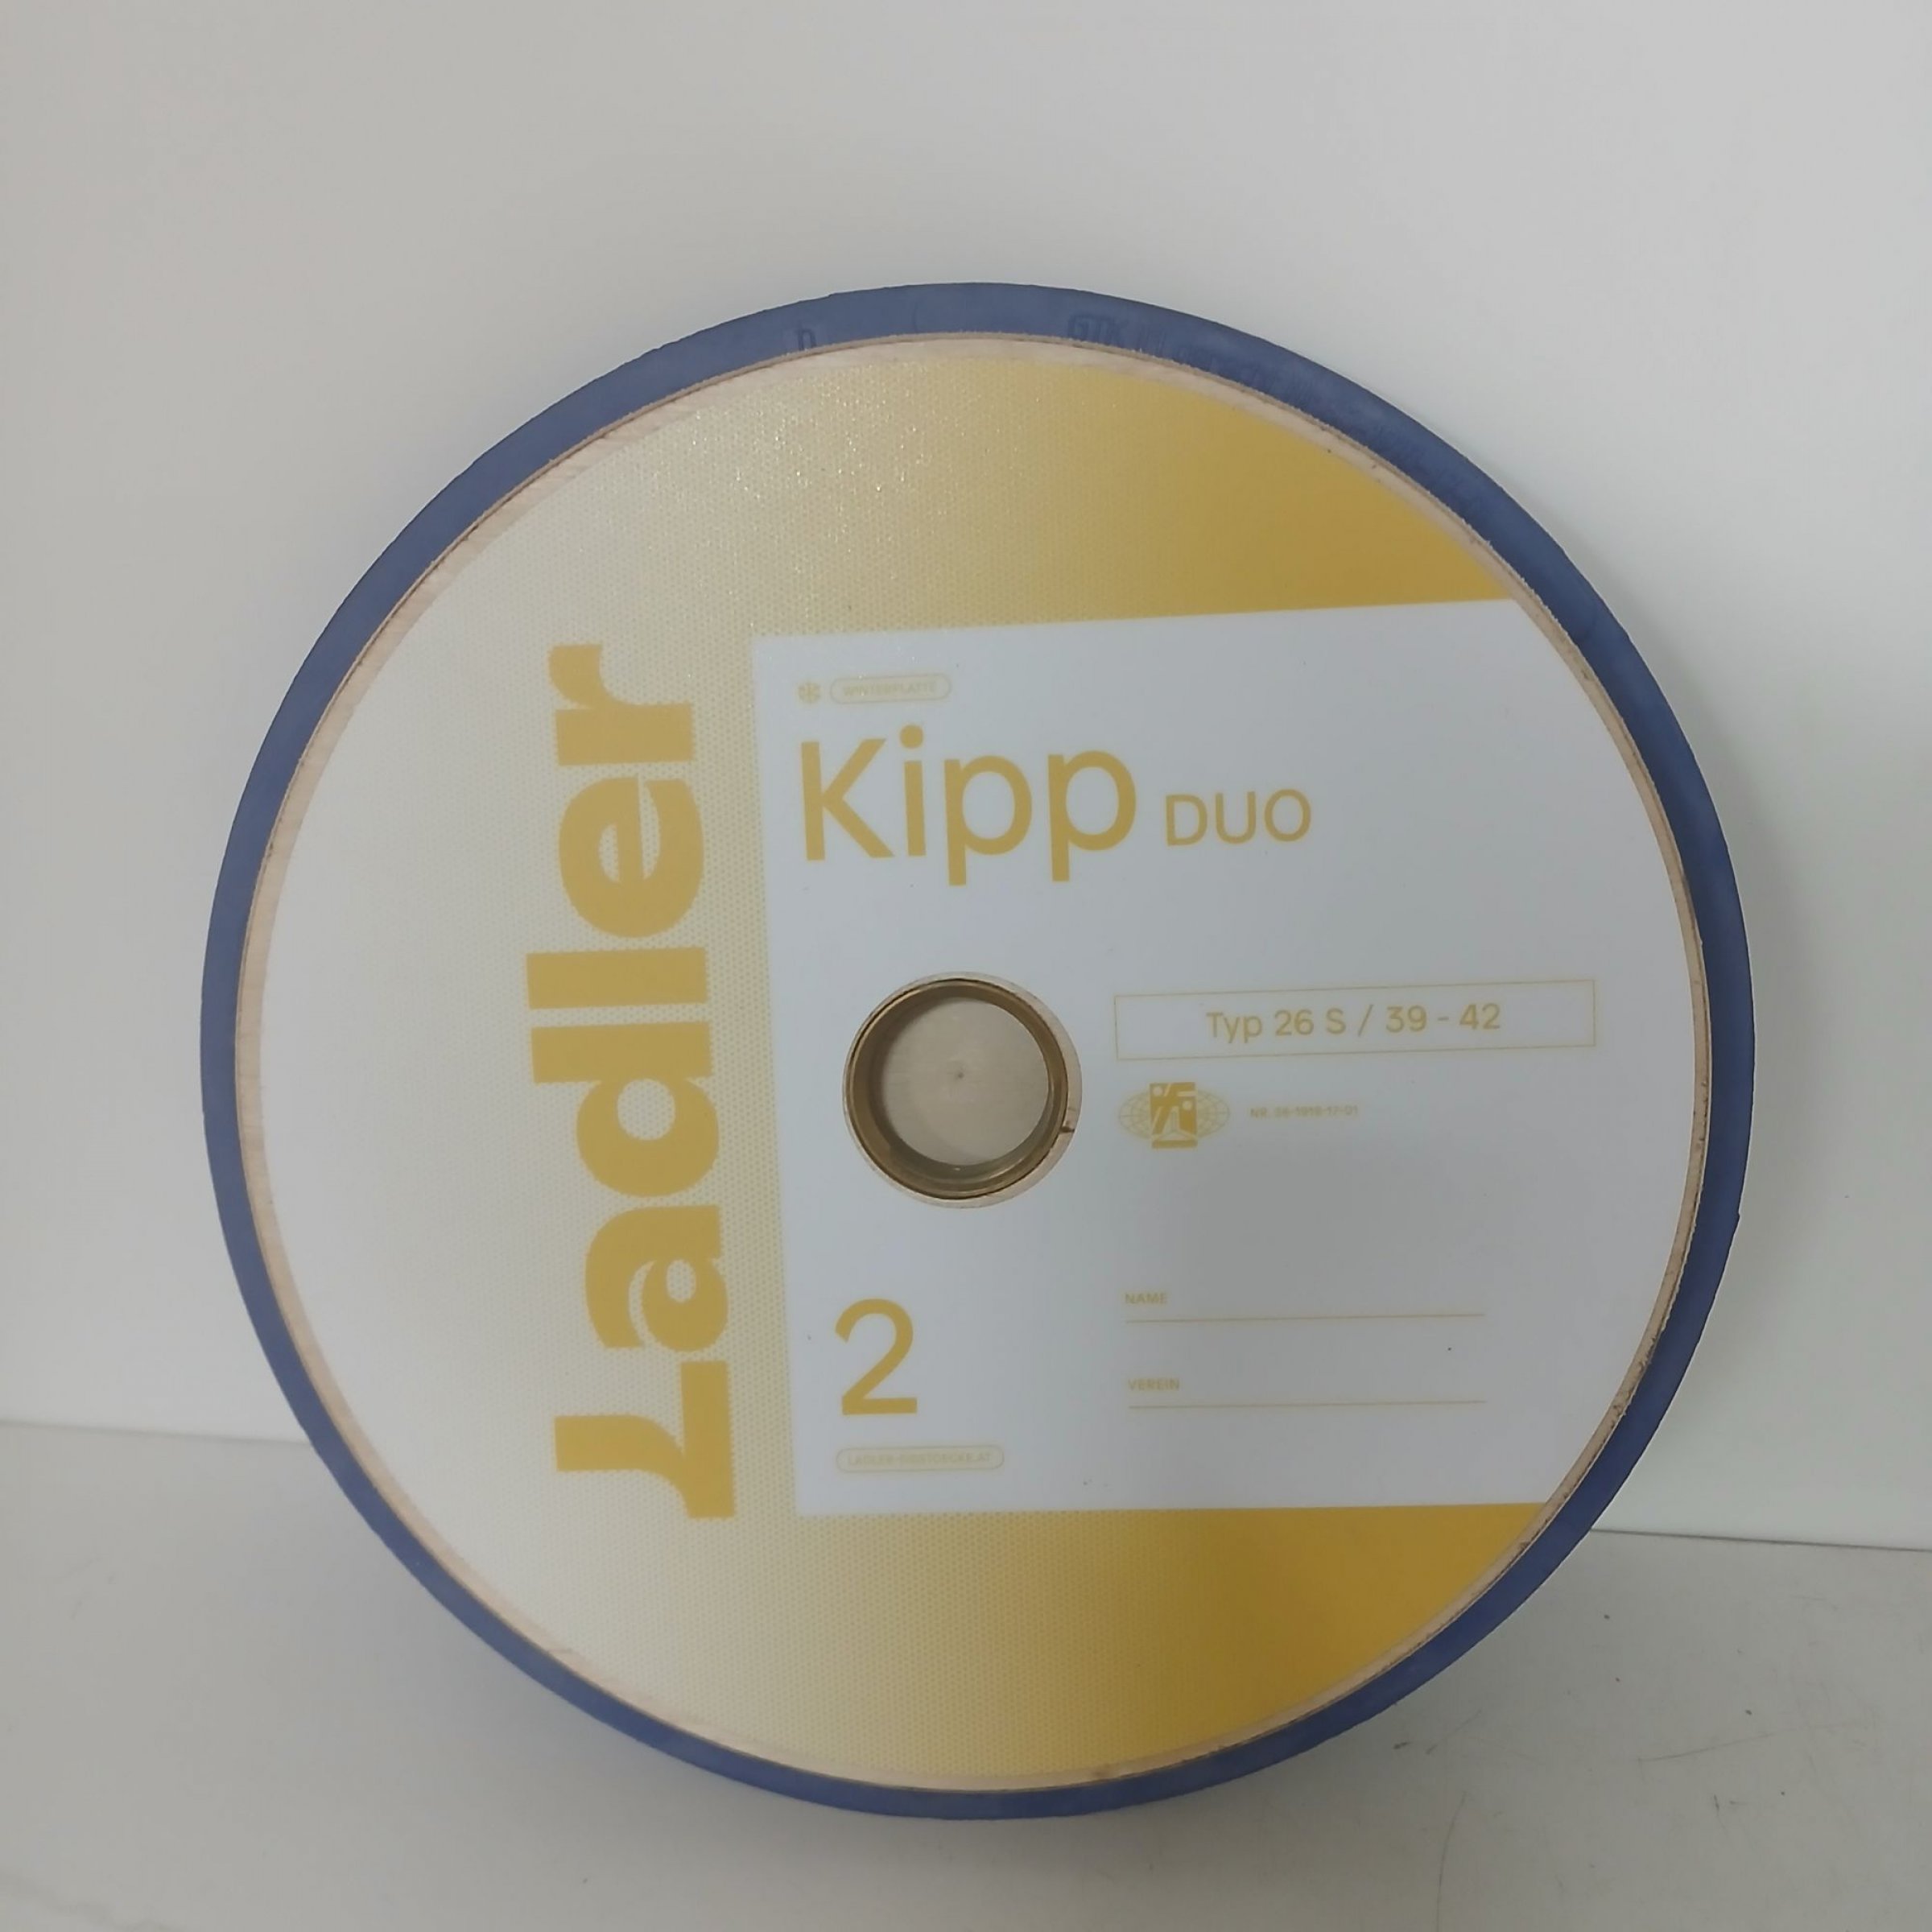 Ladler
WINTERPLATTE
Kipp DUO
Typ 26 S / 39 - 42
2
NAME
VEREIN